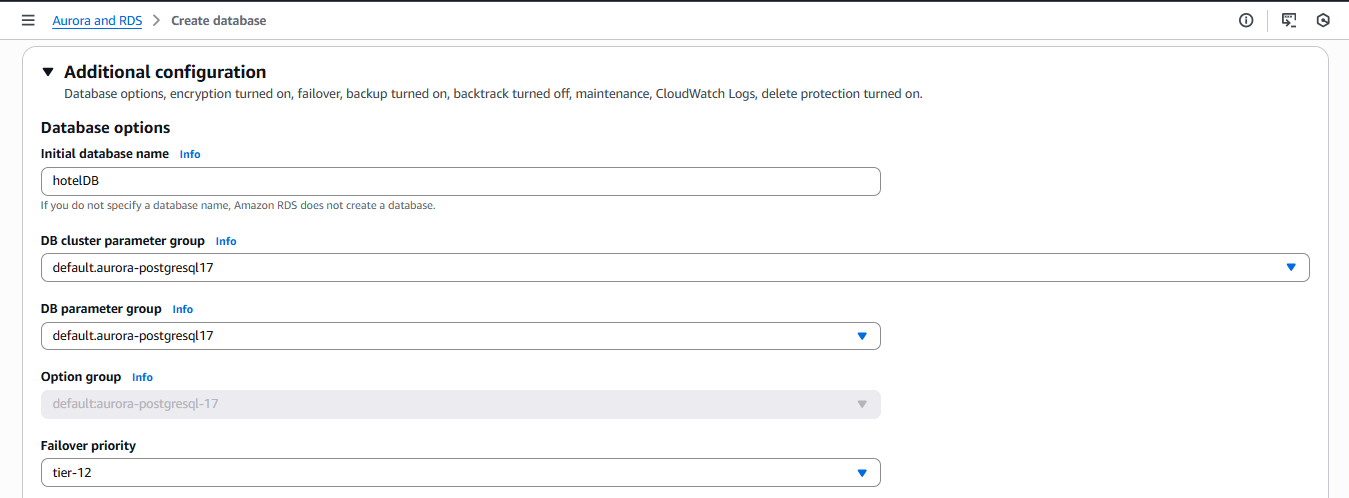 Aurora and RDS > Create database
Additional configuration
Database options, encryption turned on, failover, backup turned on, backtrack turned off, maintenance, CloudWatch Logs, delete protection turned on.
Database options
Initial database name Info
hotelDB
If you do not specify a database name, Amazon RDS does not create a database.
DB cluster parameter group Info
default.aurora-postgresql17
DB parameter group Info
default.aurora-postgresql17
Option group Info
default:aurora-postgresql-17
Failover priority
tier-12